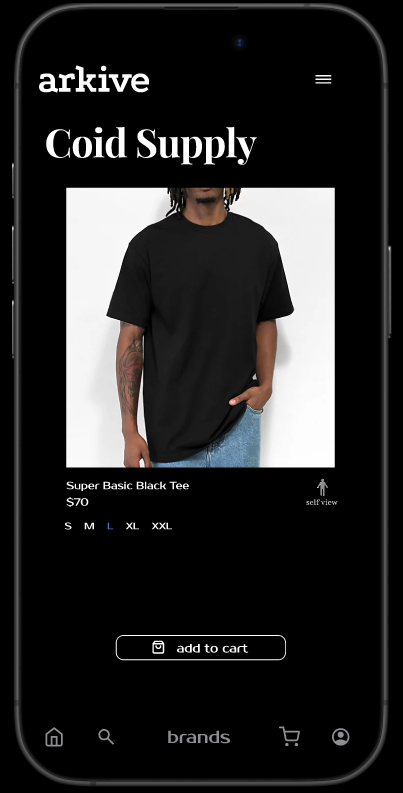 arkive
Coid Supply
Super Basic Black Tee
$70
self view
S M L XL XXL
add to cart
brands